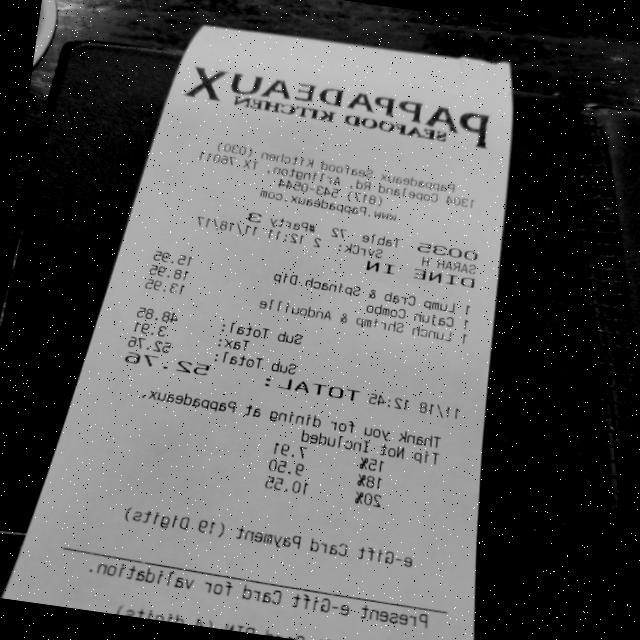 PAPPADEAUX
SEAFOOD KITCHEN
Pappadeaux Seafood Kitchen (030)
1304 Copeland Rd. Arlington, TX 76011
(817) 543-0544
www.Pappadeaux.com
0035 Table 72 #Party 3
SARAH H SvrCk: 2 12:17 11/18/17
DINE IN
1 Lump Crab & Spinach Dip 15.95
1 Cajun Combo 18.95
1 Lunch Shrimp & Andouille 13.95
Sub Total: 48.85
Tax: 3.91
Sub Total: 52.76
11/18 12:45 TOTAL: 52.76
Thank you for dining at Pappadeaux.
Tip Not Included
15% 7.91
18% 9.50
20% 10.55
e-Gift Card Payment (19 Digits)
Present e-Gift Card for validation.